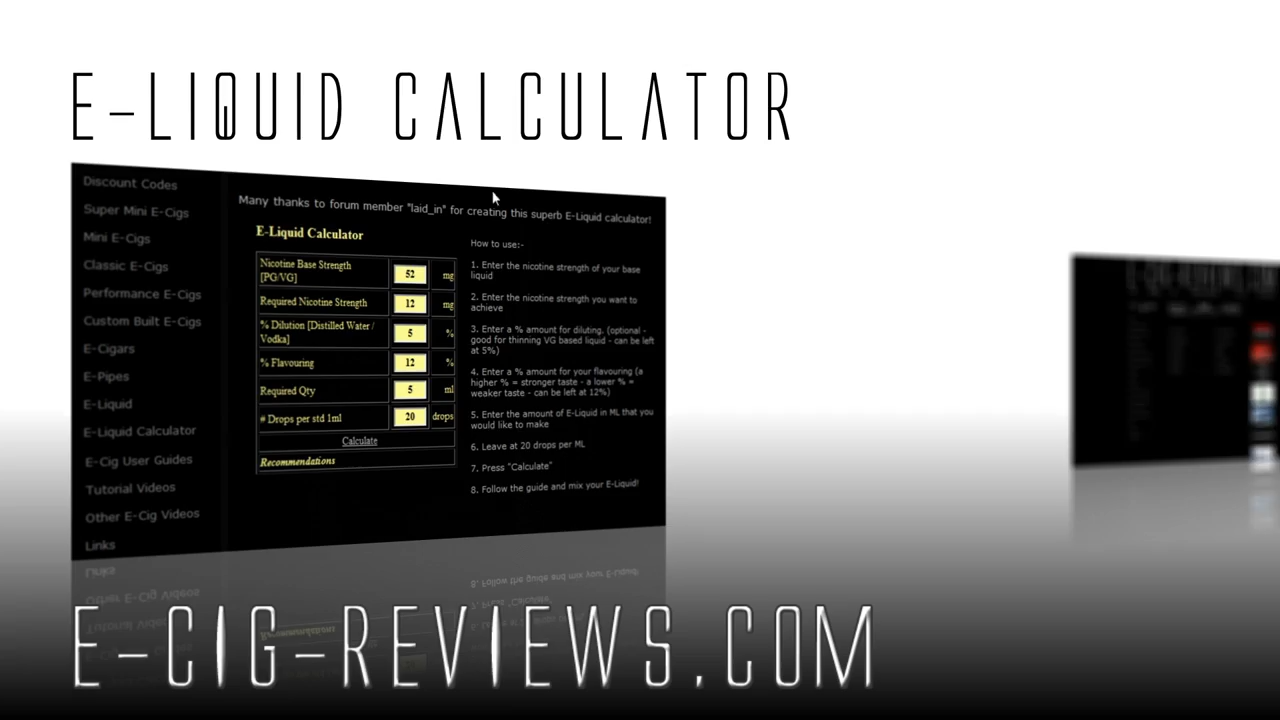 E-LIQUID CALCULATOR
Discount Codes
Super Mini E-Cigs
Mini E-Cigs
Classic E-Cigs
Performance E-Cigs
Custom Built E-Cigs
E-Cigars
E-Pipes
E-Liquid
E-Liquid Calculator
E-Cig User Guides
Tutorial Videos
Other E-Cig Videos
Links
Many thanks to forum member "laid_in" for creating this superb E-Liquid calculator!
E-Liquid Calculator
Nicotine Base Strength
[PG/VG]
52
mg
Required Nicotine Strength
12
mg
% Dilution [Distilled Water /
Vodka]
5
%
% Flavouring
12
%
Required Qty
5
ml
# Drops per std 1ml
20
drops
Calculate
Recommendations
How to use:-
1. Enter the nicotine strength of your base
liquid
2. Enter the nicotine strength you want to
achieve
3. Enter a % amount for diluting. (optional -
good for thinning VG based liquid - can be left
at 5%)
4. Enter a % amount for your flavouring (a
higher % = stronger taste - a lower % =
weaker taste - can be left at 12%)
5. Enter the amount of E-Liquid in ML that you
would like to make
6. Leave at 20 drops per ML
7. Press "Calculate"
8. Follow the guide and mix your E-Liquid!
E-CIG-REVIEWS.COM